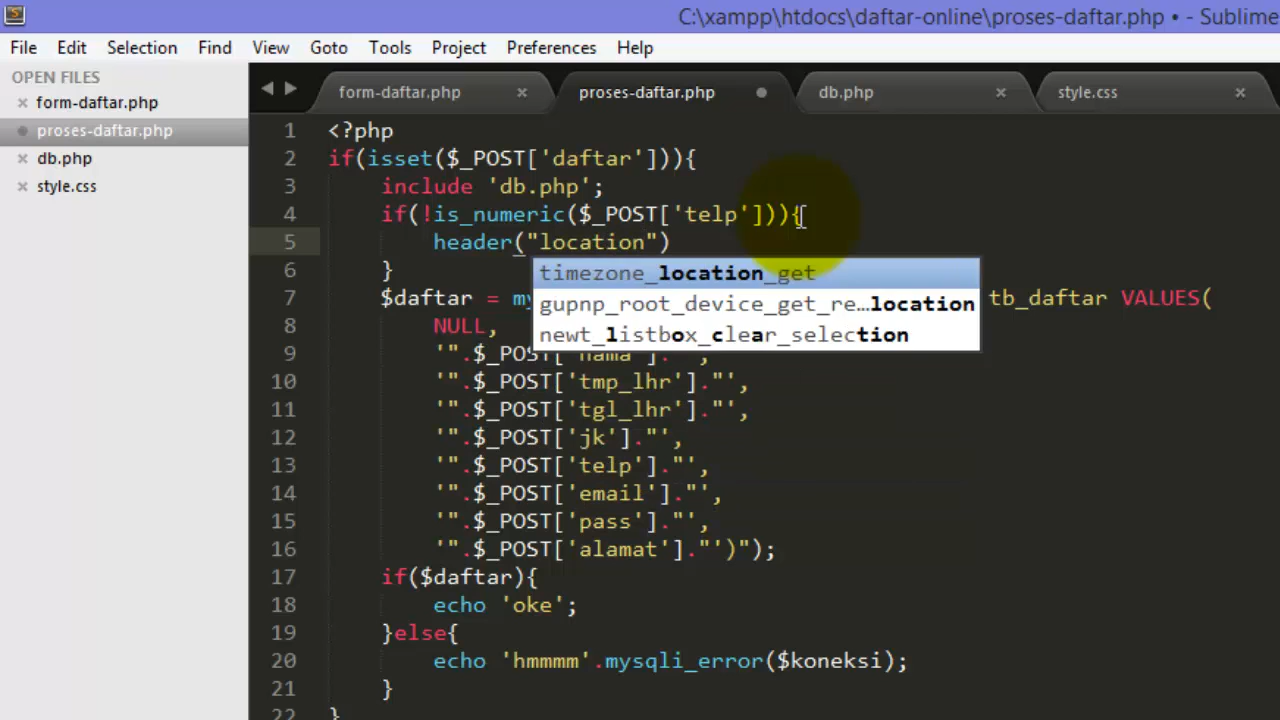 C:\xampp\htdocs\daftar-online\proses-daftar.php • - Sublime
File Edit Selection Find View Goto Tools Project Preferences Help
OPEN FILES
form-daftar.php
proses-daftar.php
db.php
style.css
form-daftar.php proses-daftar.php db.php style.css
1 <?php
2 if(isset($_POST['daftar'])){
3 include 'db.php';
4 if(!is_numeric($_POST['telp'])){
5 header("location")
timezone_location_get
gupnp_root_device_get_re…location
newt_listbox_clear_selection
6 }
7 $daftar = tb_daftar VALUES(
8 NULL,
9 '".$_POST['nama']."',
10 '".$_POST['tmp_lhr']."',
11 '".$_POST['tgl_lhr']."',
12 '".$_POST['jk']."',
13 '".$_POST['telp']."',
14 '".$_POST['email']."',
15 '".$_POST['pass']."',
16 '".$_POST['alamat']."')");
17 if($daftar){
18 echo 'oke';
19 }else{
20 echo 'hmmmm'.mysqli_error($koneksi);
21 }
22 }